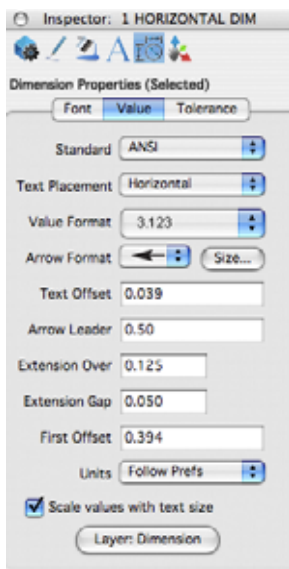 Inspector: 1 HORIZONTAL DIM
Dimension Properties (Selected)
Font Value Tolerance
Standard ANSI
Text Placement Horizontal
Value Format 3.123
Arrow Format Size...
Text Offset 0.039
Arrow Leader 0.50
Extension Over 0.125
Extension Gap 0.050
First Offset 0.394
Units Follow Prefs
Scale values with text size
Layer: Dimension